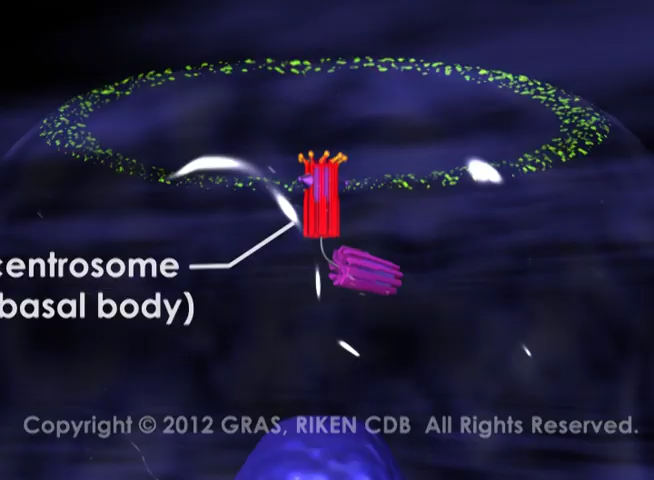 centrosome
(basal body)
Copyright © 2012 GRAS, RIKEN CDB All Rights Reserved.